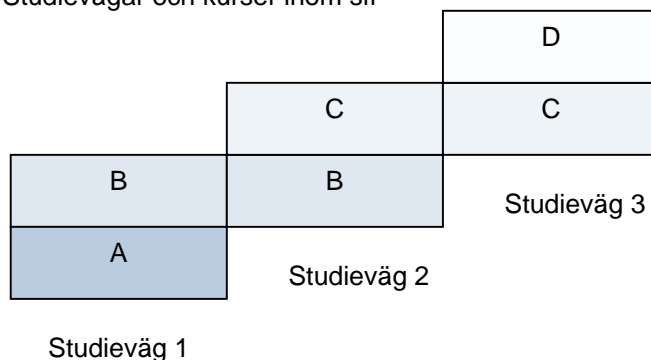 Studievägar och kurser inom sfi
D
C C
B B
Studieväg 3
A
Studieväg 2
Studieväg 1